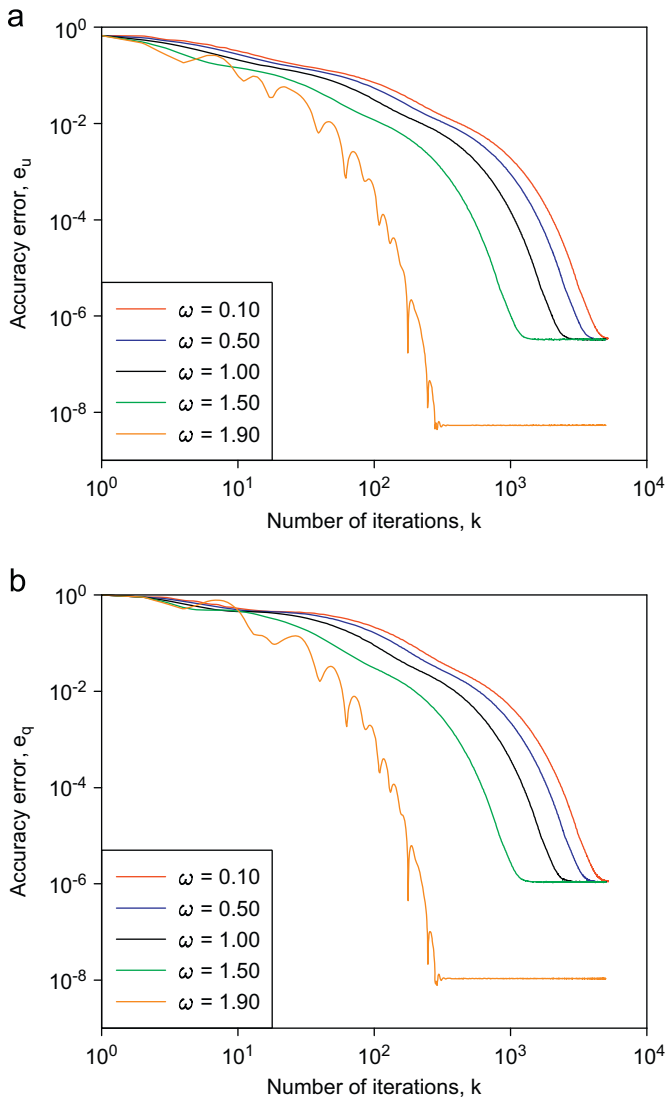 a
10^0
10^-2
10^-4
10^-6
10^-8
Accuracy error, e_u
ω = 0.10
ω = 0.50
ω = 1.00
ω = 1.50
ω = 1.90
10^0 10^1 10^2 10^3 10^4
Number of iterations, k
b
10^0
10^-2
10^-4
10^-6
10^-8
Accuracy error, e_q
ω = 0.10
ω = 0.50
ω = 1.00
ω = 1.50
ω = 1.90
10^0 10^1 10^2 10^3 10^4
Number of iterations, k